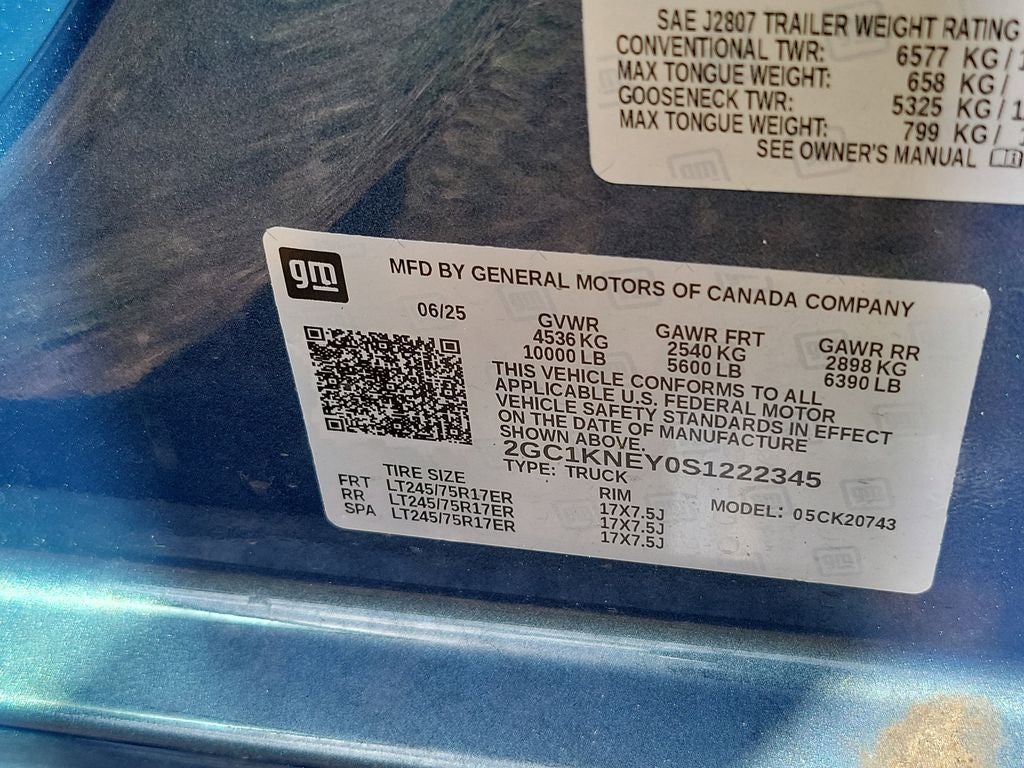 SAE J2807 TRAILER WEIGHT RATING
CONVENTIONAL TWR: 6577 KG /
MAX TONGUE WEIGHT: 658 KG /
GOOSENECK TWR: 5325 KG /
MAX TONGUE WEIGHT: 799 KG /
SEE OWNER'S MANUAL
gm
MFD BY GENERAL MOTORS OF CANADA COMPANY
06/25
GVWR GAWR FRT GAWR RR
4536 KG 2540 KG 2898 KG
10000 LB 5600 LB 6390 LB
THIS VEHICLE CONFORMS TO ALL
APPLICABLE U.S. FEDERAL MOTOR
VEHICLE SAFETY STANDARDS IN EFFECT
ON THE DATE OF MANUFACTURE
SHOWN ABOVE.
2GC1KNEY0S1222345
TYPE: TRUCK
TIRE SIZE RIM MODEL: 05CK20743
FRT LT245/75R17ER 17X7.5J
RR LT245/75R17ER 17X7.5J
SPA LT245/75R17ER 17X7.5J